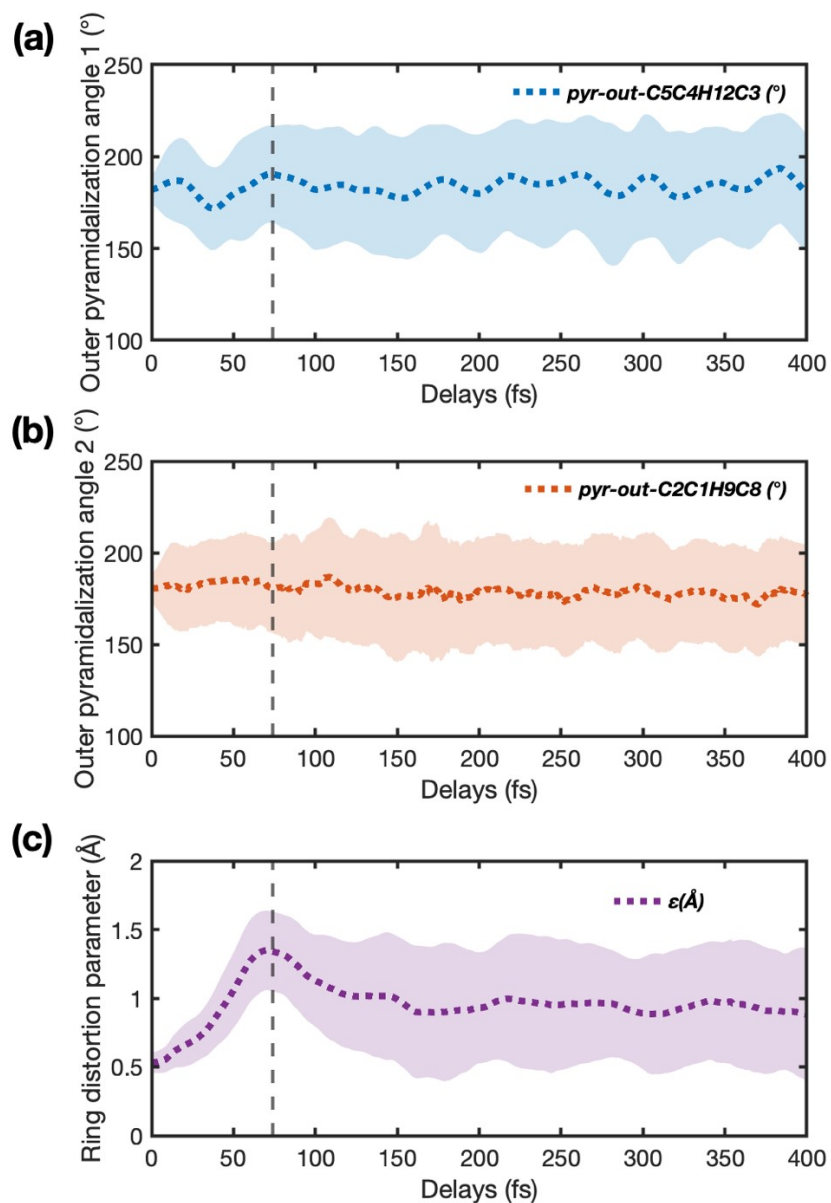 (a)
Outer pyramidalization angle 1 (°)
250
200
150
100
pyr-out-C5C4H12C3 (°)
0 50 100 150 200 250 300 350 400
Delays (fs)
(b)
Outer pyramidalization angle 2 (°)
250
200
150
100
pyr-out-C2C1H9C8 (°)
0 50 100 150 200 250 300 350 400
Delays (fs)
(c)
Ring distortion parameter (Å)
2
1.5
1
0.5
0
ε(Å)
0 50 100 150 200 250 300 350 400
Delays (fs)